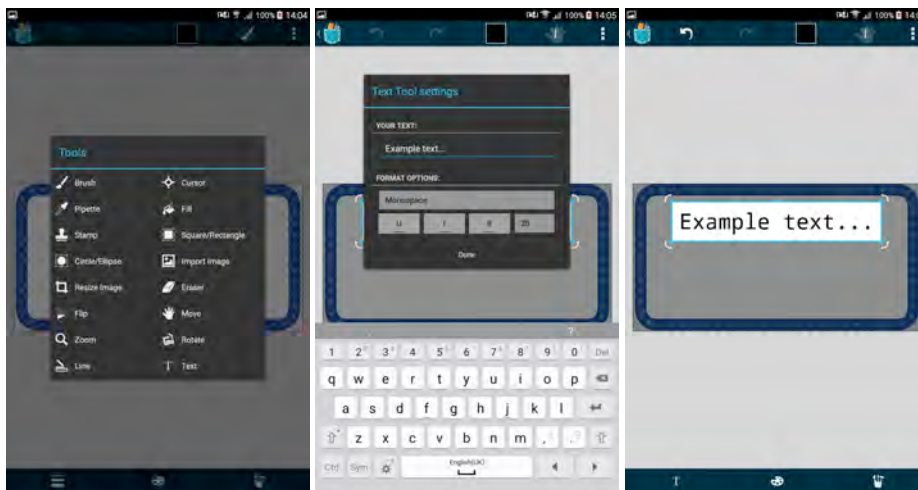 100% 14:04
Tools
Brush
Cursor
Pipette
Fill
Stamp
Square/Rectangle
Circle/Ellipse
Import Image
Resize Image
Eraser
Flip
Move
Zoom
Rotate
Line
T Text
100% 14:05
T
Text Tool settings
YOUR TEXT:
Example text...
FORMAT OPTIONS:
Monospace
U I B 20
Done
?
1 2 3 4 5 6 7 8 9 0 Del
q w e r t y u i o p
a s d f g h j k l
z x c v b n m , .
Ctrl Sym English(UK)
100% 14:05
T
Example text...
T